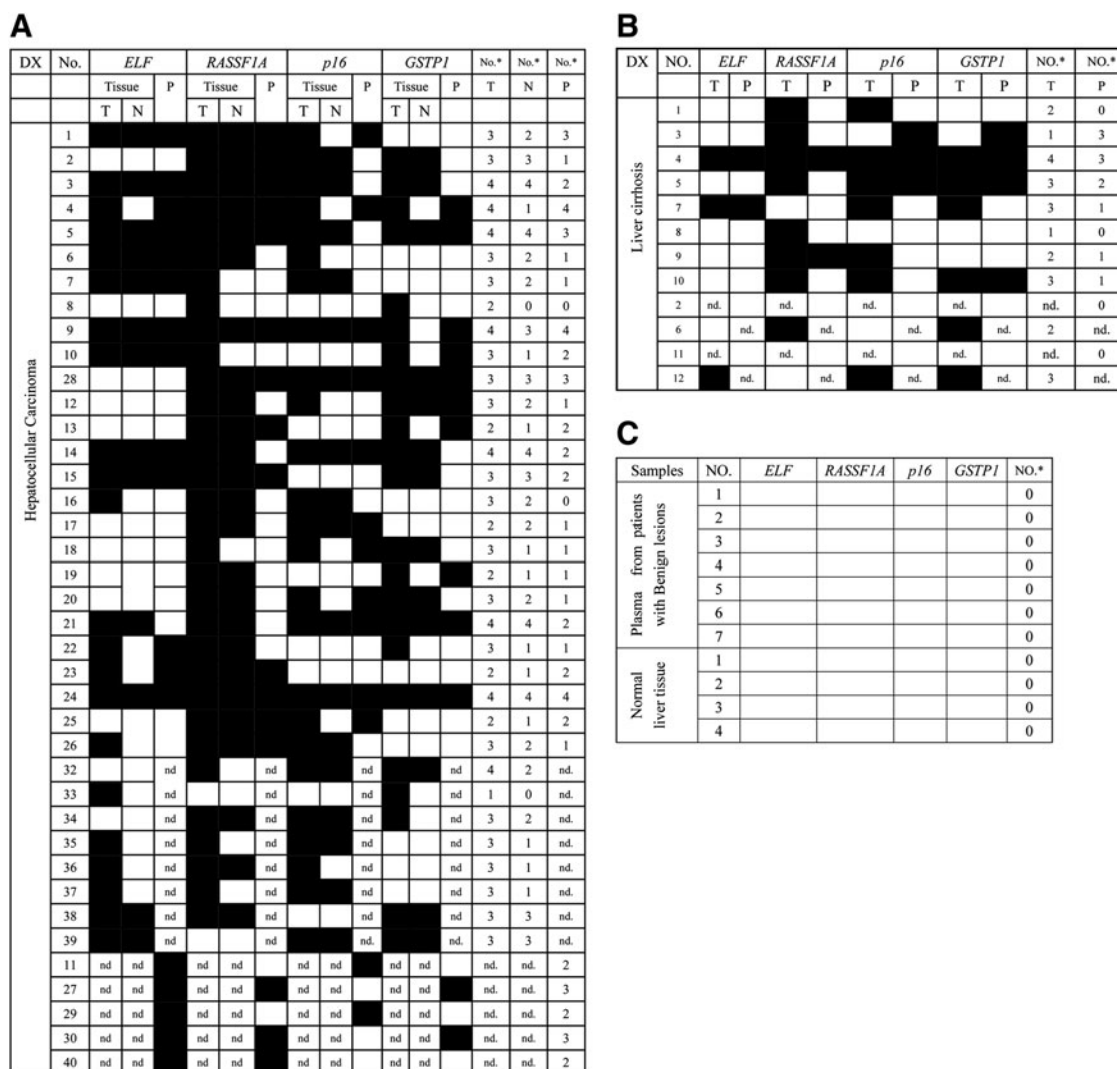 A
DX No. ELF RASSF1A p16 GSTP1 No.* No.* No.*
Tissue P Tissue P Tissue P Tissue P T N P
T N T N T N T N
Hepatocellular Carcinoma
1 3 2 3
2 3 3 1
3 4 4 2
4 4 1 4
5 4 4 3
6 3 2 1
7 3 2 1
8 2 0 0
9 4 3 4
10 3 1 2
28 3 3 3
12 3 2 1
13 2 1 2
14 4 4 2
15 3 3 2
16 3 2 0
17 2 2 1
18 3 1 1
19 2 1 1
20 3 2 1
21 4 4 2
22 3 1 1
23 2 1 2
24 4 4 4
25 2 1 2
26 3 2 1
32 nd nd nd nd 4 2 nd.
33 nd nd nd nd 1 0 nd.
34 nd nd nd nd 3 2 nd.
35 nd nd nd nd 3 1 nd.
36 nd nd nd nd 3 1 nd.
37 nd nd nd nd 3 1 nd.
38 nd nd nd nd 3 3 nd.
39 nd nd nd. nd. 3 3 nd.
11 nd nd nd nd nd nd nd nd nd. nd. 2
27 nd nd nd nd nd nd nd nd nd. nd. 3
29 nd nd nd nd nd nd nd nd nd. nd. 2
30 nd nd nd nd nd nd nd nd nd. nd. 3
40 nd nd nd nd nd nd nd nd nd. nd. 2
B
DX NO. ELF RASSF1A p16 GSTP1 NO.* NO.*
T P T P T P T P T P
Liver cirrhosis
1 2 0
3 1 3
4 4 3
5 3 2
7 3 1
8 1 0
9 2 1
10 3 1
2 nd. nd. nd. nd. nd. 0
6 nd. nd. nd. nd. 2 nd.
11 nd. nd. nd. nd. nd. 0
12 nd. nd. nd. nd. 3 nd.
C
Samples NO. ELF RASSF1A p16 GSTP1 NO.*
Plasma from patients
with Benign lesions
1 0
2 0
3 0
4 0
5 0
6 0
7 0
Normal
liver tissue
1 0
2 0
3 0
4 0